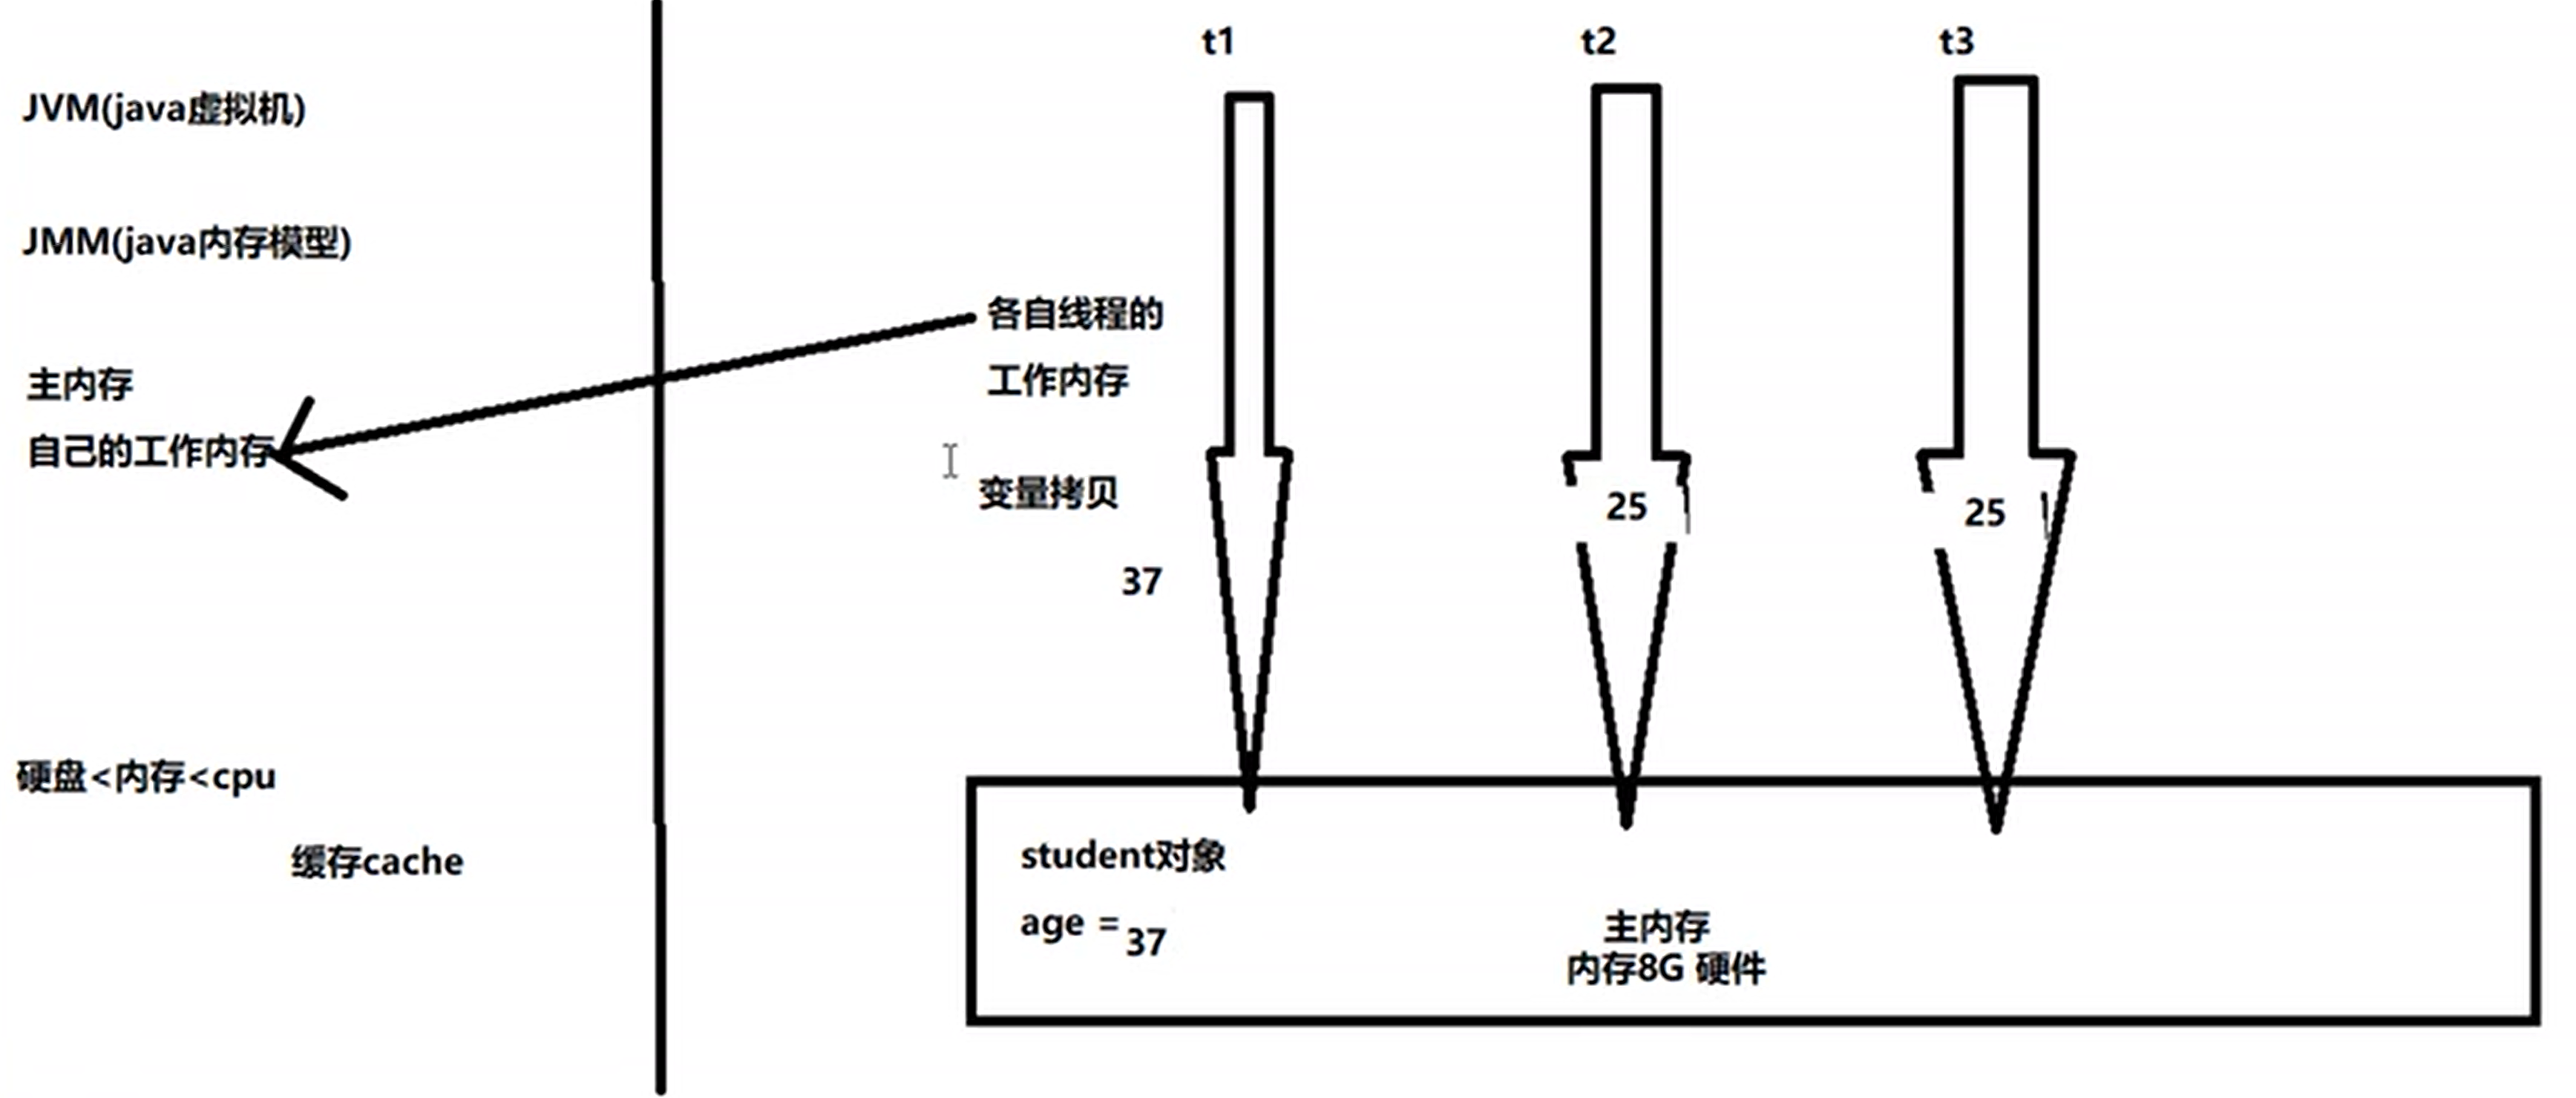 JVM(java虚拟机)
JMM(java内存模型)
主内存
自己的工作内存
硬盘<内存<cpu
缓存cache
各自线程的
工作内存
变量拷贝
37
t1
t2
t3
25
25
student对象
age =
37
主内存
内存8G 硬件